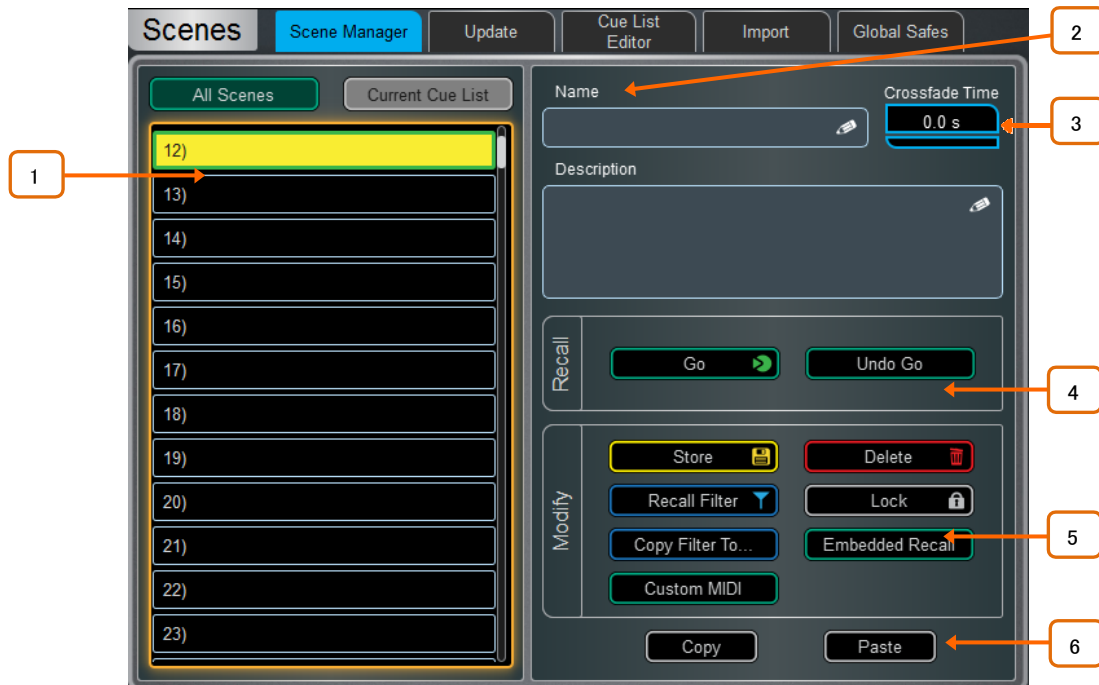 Scenes
Scene Manager
Update
Cue List
Editor
Import
Global Safes
2
All Scenes
Current Cue List
Name
Crossfade Time
0.0 s
3
1
12)
13)
14)
15)
16)
17)
18)
19)
20)
21)
22)
23)
Description
Recall
Go
Undo Go
4
Modify
Store
Delete
Recall Filter
Lock
Copy Filter To...
Embedded Recall
5
Custom MIDI
Copy
Paste
6